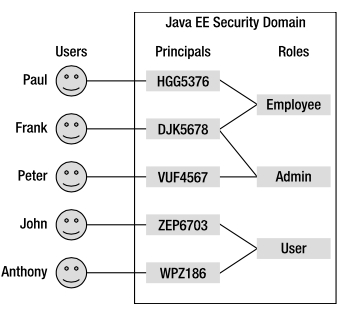 Java EE Security Domain
Users Principals Roles
Paul HGG5376
Employee
Frank DJK5678
Peter VUF4567 Admin
John ZEP6703
User
Anthony WPZ186